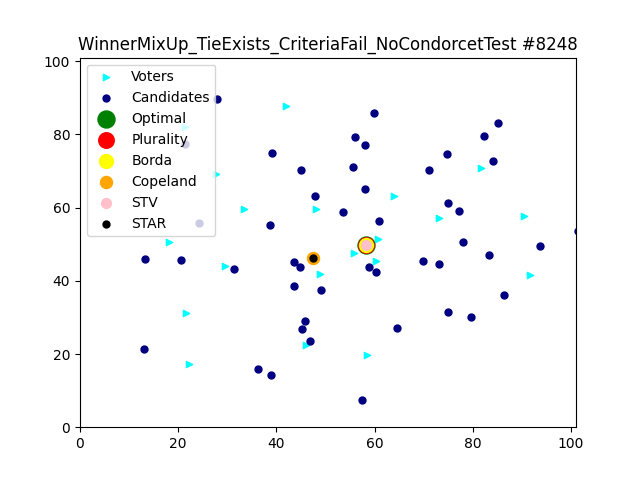 WinnerMixUp_TieExists_CriteriaFail_NoCondorcetTest #8248
100
80
60
40
20
0
Voters
Candidates
Optimal
Plurality
Borda
Copeland
STV
STAR
0 20 40 60 80 100